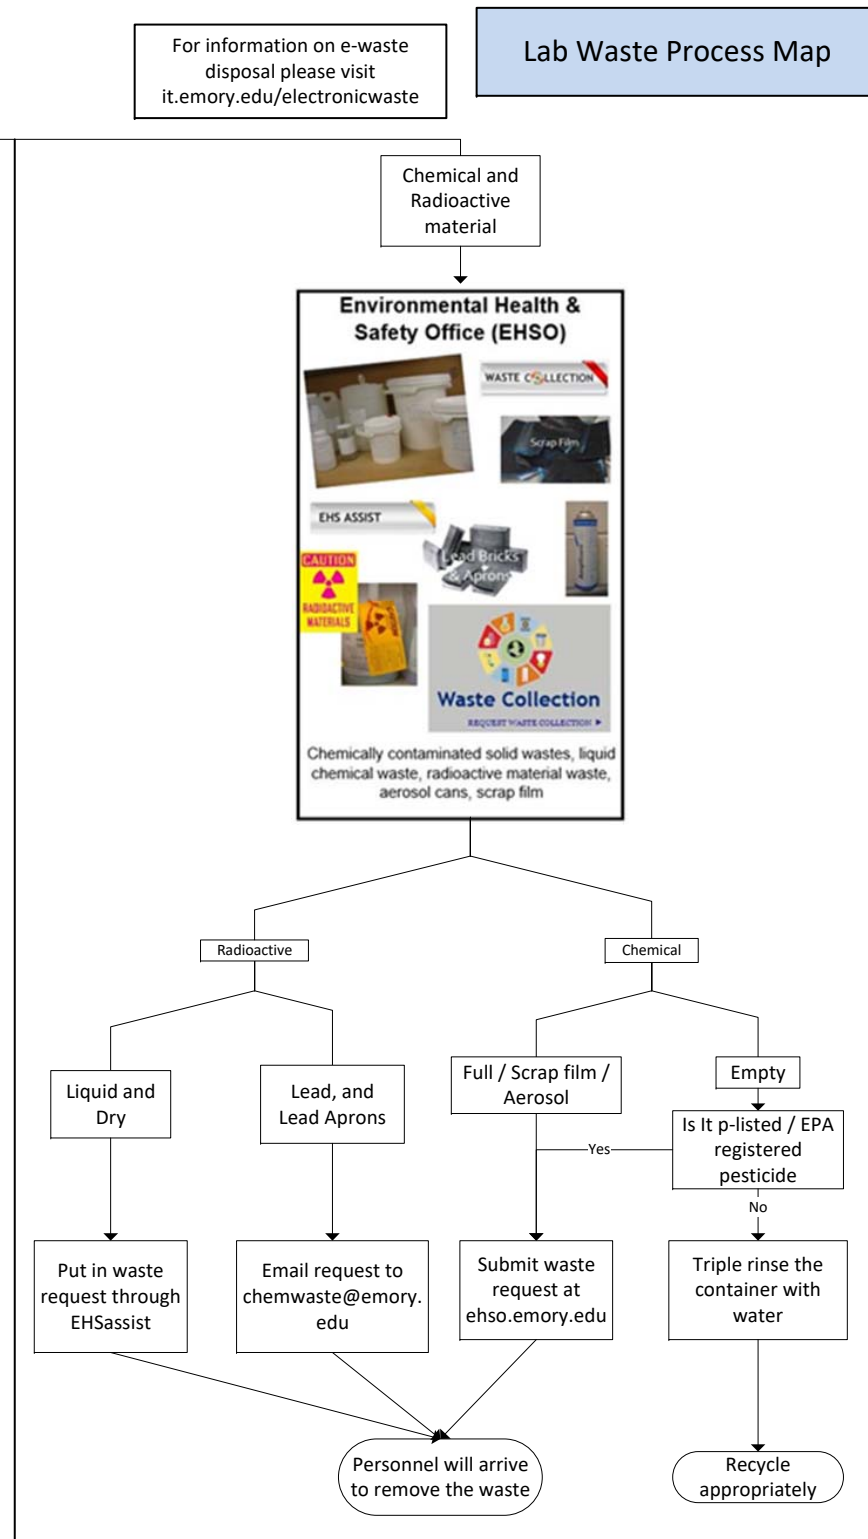 For information on e-waste
disposal please visit
it.emory.edu/electronicwaste
Lab Waste Process Map
Chemical and
Radioactive
material
Environmental Health &
Safety Office (EHSO)
WASTE COLLECTION
Scrap Film
EHS ASSIST
Lead Bricks
& Aprons
CAUTION
RADIOACTIVE
MATERIALS
Waste Collection
REQUEST WASTE COLLECTION
Chemically contaminated solid wastes, liquid
chemical waste, radioactive material waste,
aerosol cans, scrap film
Radioactive
Chemical
Liquid and
Dry
Lead, and
Lead Aprons
Full / Scrap film /
Aerosol
Empty
Is It p-listed / EPA
registered
pesticide
Yes
No
Put in waste
request through
EHSassist
Email request to
chemwaste@emory.
edu
Submit waste
request at
ehso.emory.edu
Triple rinse the
container with
water
Personnel will arrive
to remove the waste
Recycle
appropriately